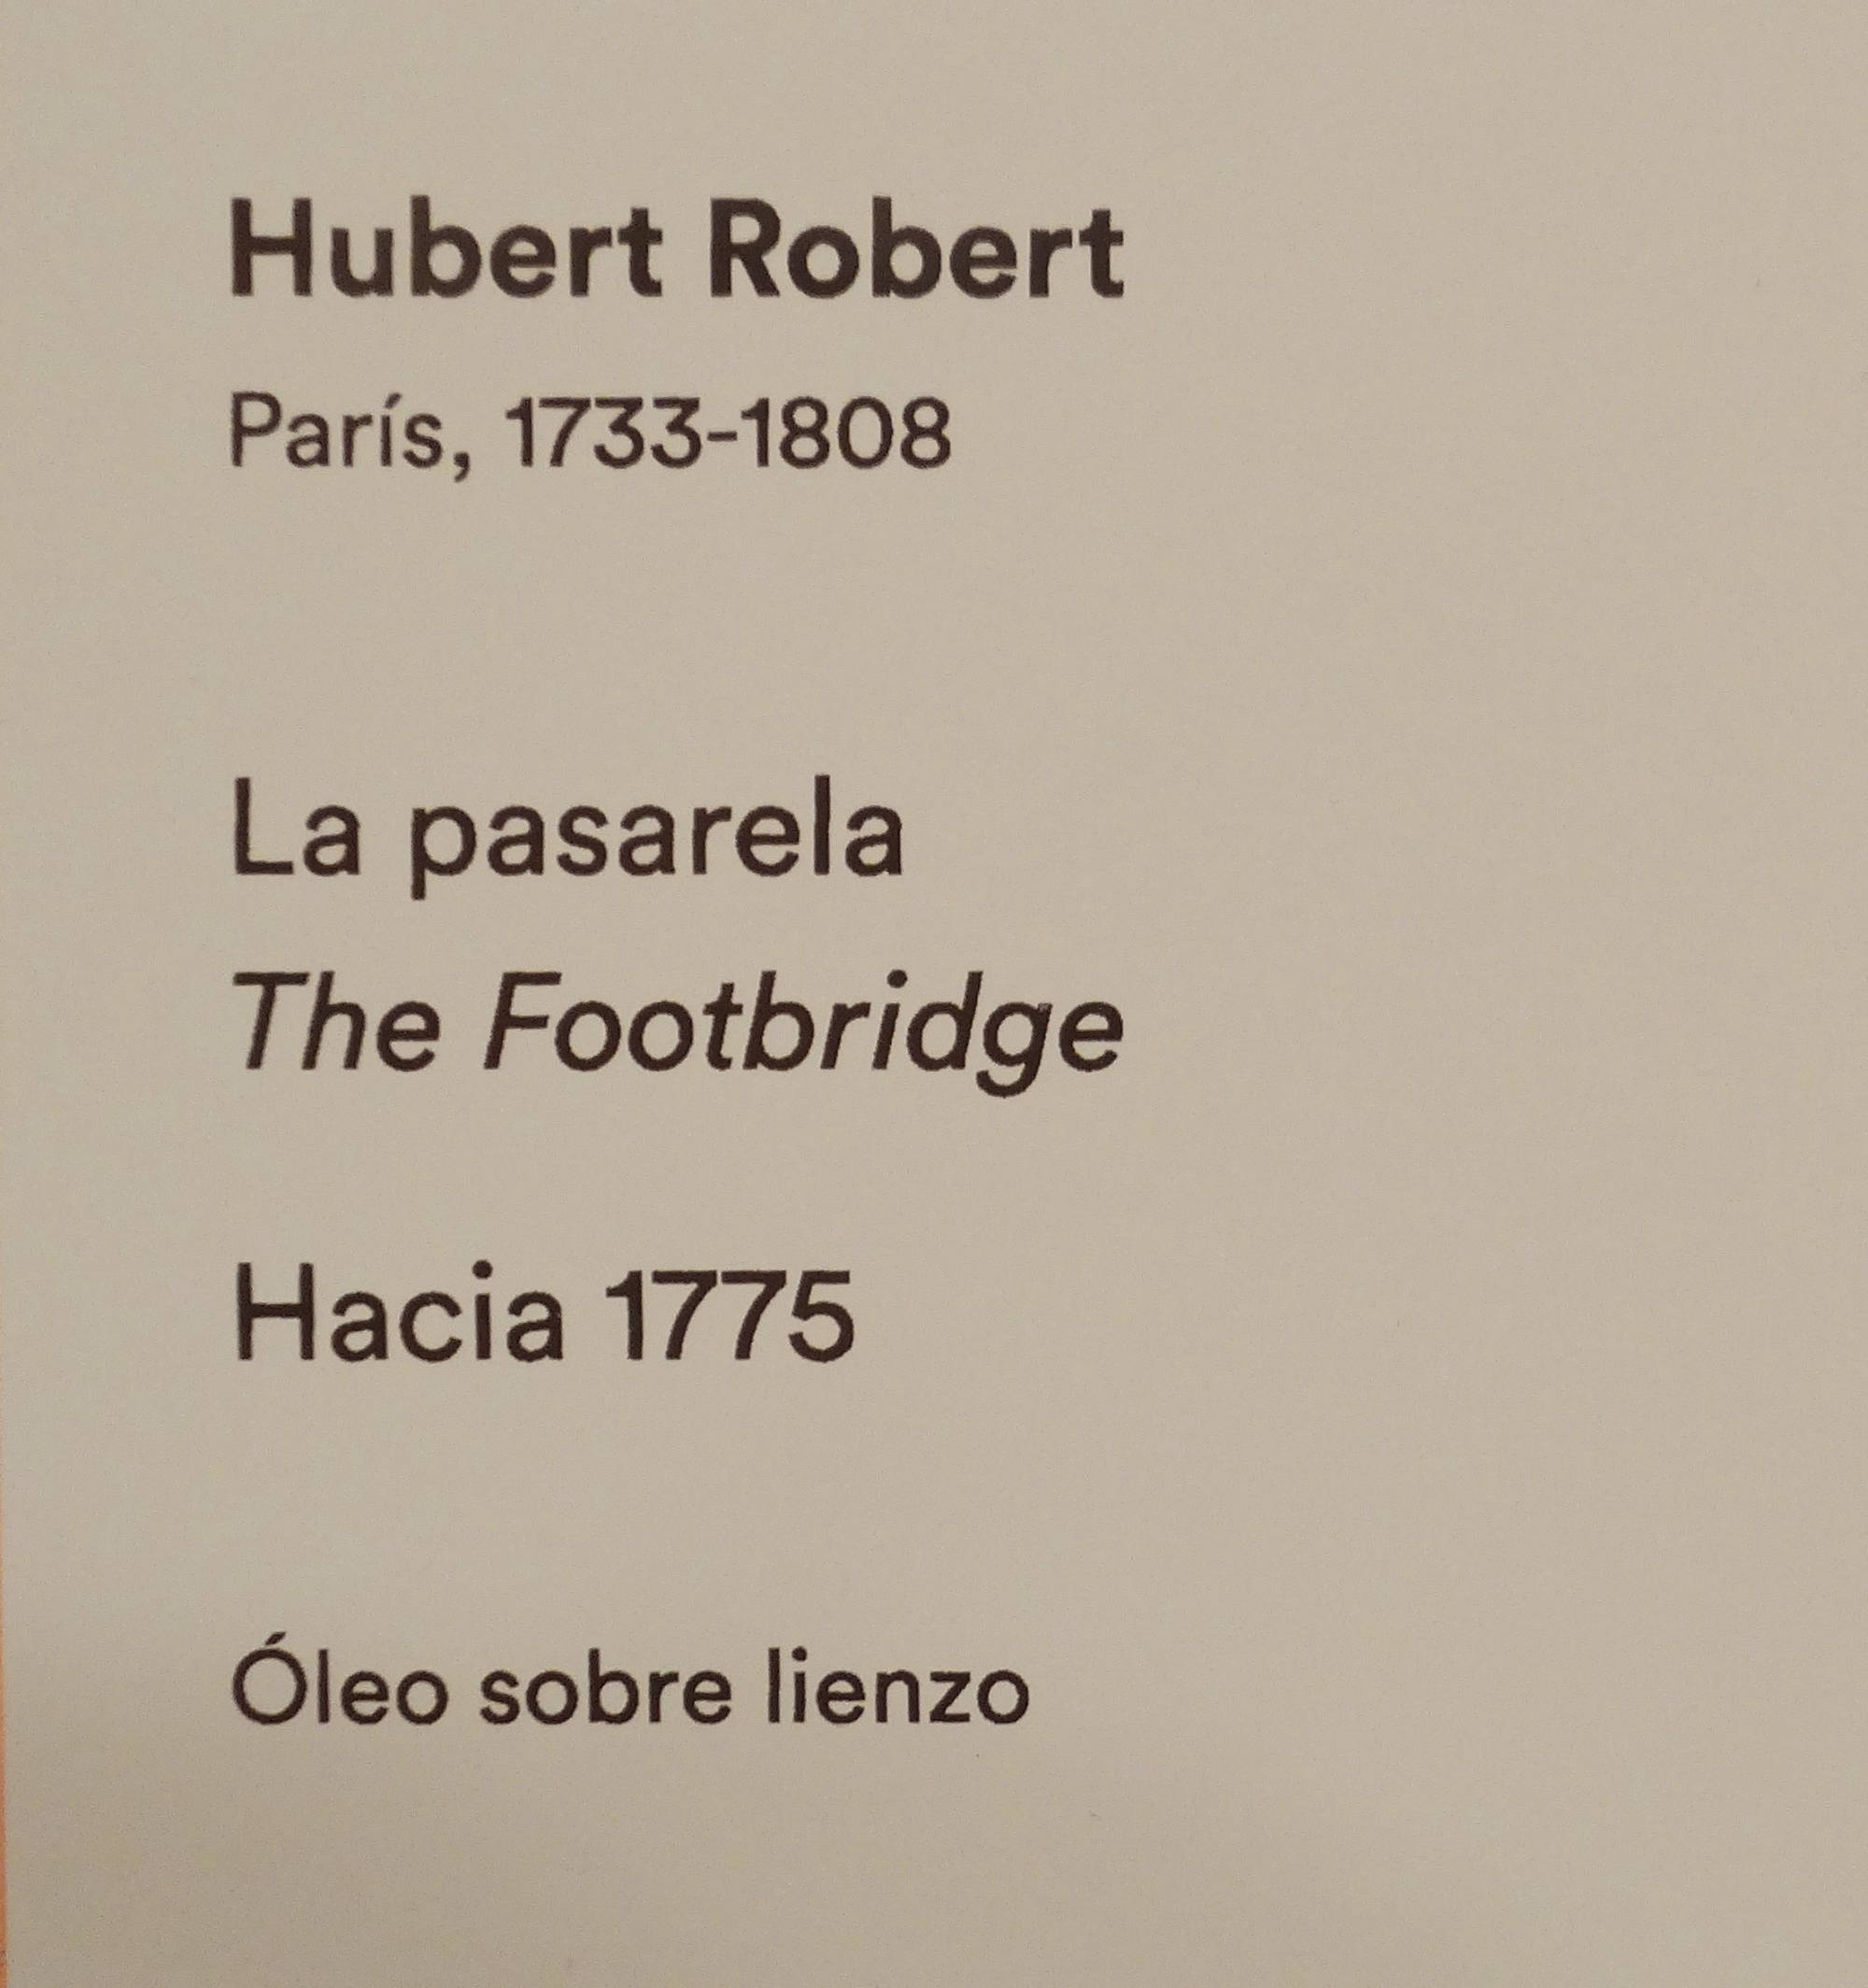 Hubert Robert
París, 1733-1808
La pasarela
The Footbridge
Hacia 1775
Óleo sobre lienzo